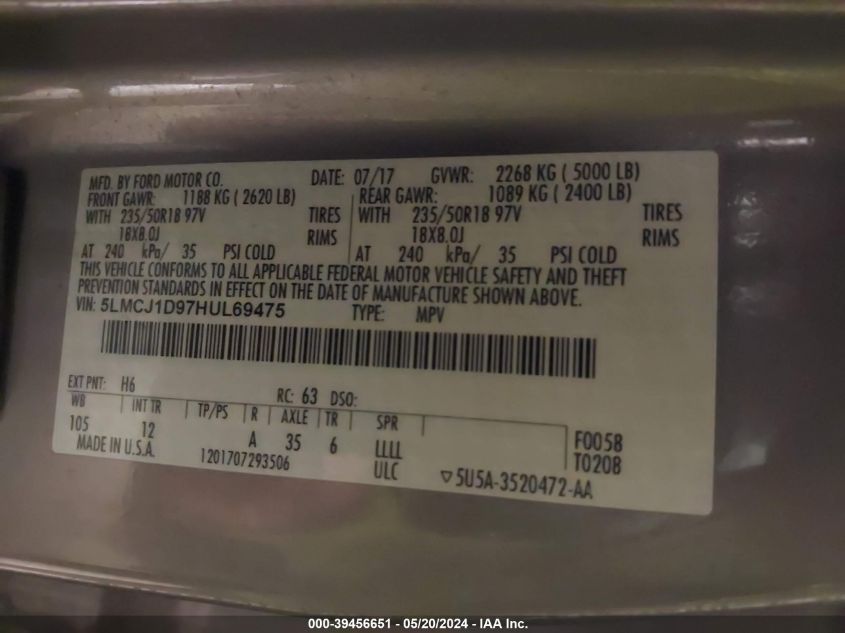 MFD. BY FORD MOTOR CO. DATE: 07/17 GVWR: 2268 KG ( 5000 LB)
FRONT GAWR: 1188 KG ( 2620 LB) REAR GAWR: 1089 KG ( 2400 LB)
WITH 235/50R18 97V TIRES WITH 235/50R18 97V TIRES
18X8.0J RIMS 18X8.0J RIMS
AT 240 kPa/ 35 PSI COLD AT 240 kPa/ 35 PSI COLD
THIS VEHICLE CONFORMS TO ALL APPLICABLE FEDERAL MOTOR VEHICLE SAFETY AND THEFT
PREVENTION STANDARDS IN EFFECT ON THE DATE OF MANUFACTURE SHOWN ABOVE.
VIN: 5LMCJ1D97HUL69475 TYPE: MPV
EXT PNT: H6 RC: 63 DSO:
WB INT TR TP/PS R AXLE TR SPR
105 12 A 35 6 LLLL F0058
MADE IN U.S.A. 1201707293506 ULC T0208
5U5A-3520472-AA
000-39456651 - 05/20/2024 - IAA Inc.